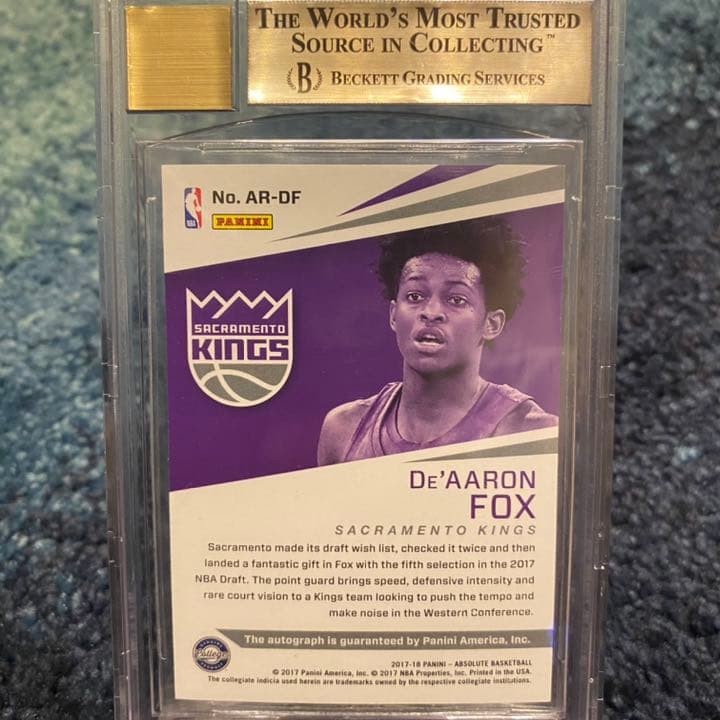 THE WORLD'S MOST TRUSTED
SOURCE IN COLLECTING™
B BECKETT GRADING SERVICES
NBA
No. AR-DF
PANINI
SACRAMENTO
KINGS
DE'AARON
FOX
SACRAMENTO KINGS
Sacramento made its draft wish list, checked it twice and then
landed a fantastic gift in Fox with the fifth selection in the 2017
NBA Draft. The point guard brings speed, defensive intensity and
rare court vision to a Kings team looking to push the tempo and
make noise in the Western Conference.
College
The autograph is guaranteed by Panini America, Inc.
2017-18 PANINI – ABSOLUTE BASKETBALL
© 2017 Panini America, Inc. © 2017 NBA Properties, Inc. Printed in the USA.
The collegiate indicia used herein are trademarks owned by the respective collegiate institutions.